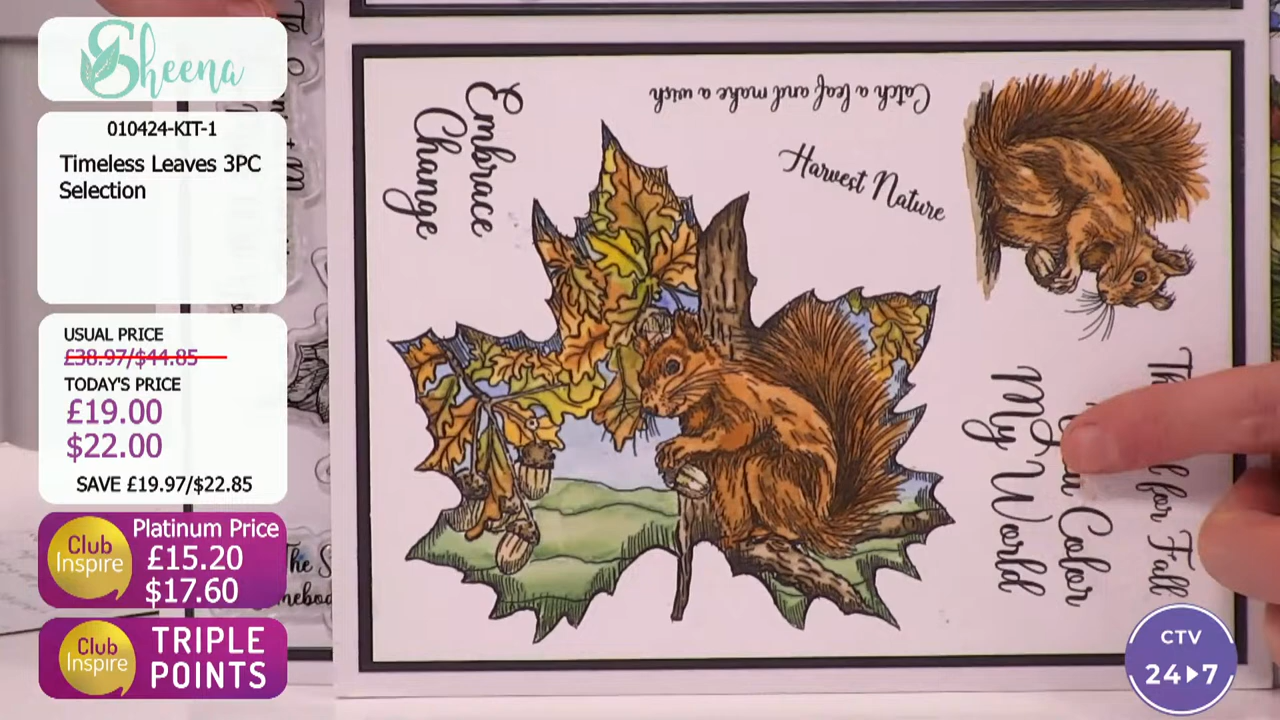 Sheena
010424-KIT-1
Timeless Leaves 3PC
Selection
USUAL PRICE
£38.97/$44.85
TODAY'S PRICE
£19.00
$22.00
SAVE £19.97/$22.85
Club
Inspire
Platinum Price
£15.20
$17.60
Club
Inspire
TRIPLE
POINTS
Embrace
Change
Catch a leaf and make a wish
Harvest Nature
Color
My World
for Fall
The
CTV
24 7